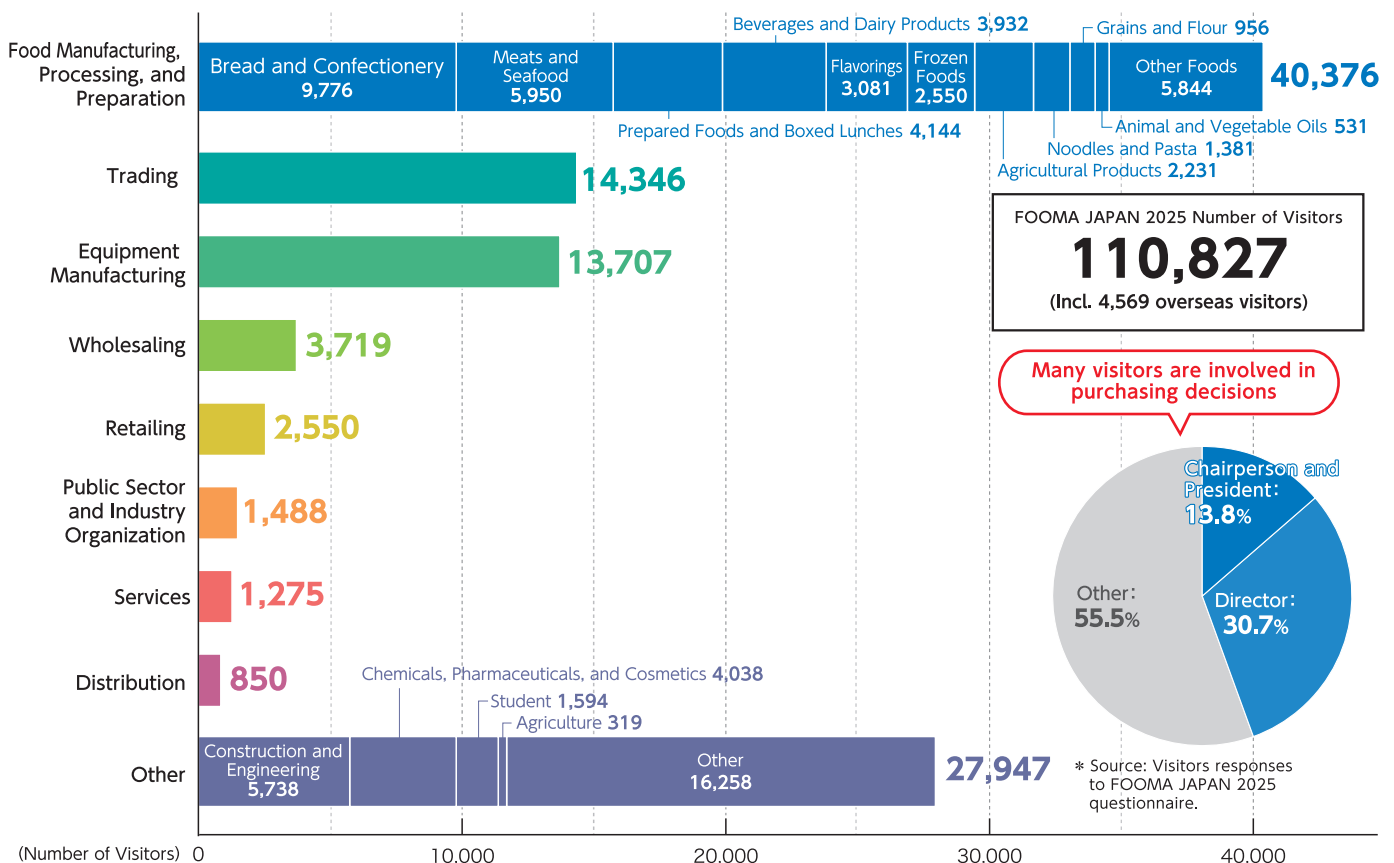 Food Manufacturing,
Processing, and
Preparation
Bread and Confectionery
9,776
Meats and
Seafood
5,950
Prepared Foods and Boxed Lunches 4,144
Beverages and Dairy Products 3,932
Flavorings
3,081
Frozen
Foods
2,550
Agricultural Products 2,231
Noodles and Pasta 1,381
Grains and Flour 956
Animal and Vegetable Oils 531
Other Foods
5,844
40,376
Trading
14,346
Equipment
Manufacturing
13,707
Wholesaling
3,719
Retailing
2,550
Public Sector
and Industry
Organization
1,488
Services
1,275
Distribution
850
Other
Construction and
Engineering
5,738
Chemicals, Pharmaceuticals, and Cosmetics 4,038
Student 1,594
Agriculture 319
Other
16,258
27,947
(Number of Visitors)
0
10.000
20.000
30.000
40.000
FOOMA JAPAN 2025 Number of Visitors
110,827
(Incl. 4,569 overseas visitors)
Many visitors are involved in
purchasing decisions
Chairperson and
President:
13.8%
Director:
30.7%
Other:
55.5%
* Source: Visitors responses
to FOOMA JAPAN 2025
questionnaire.